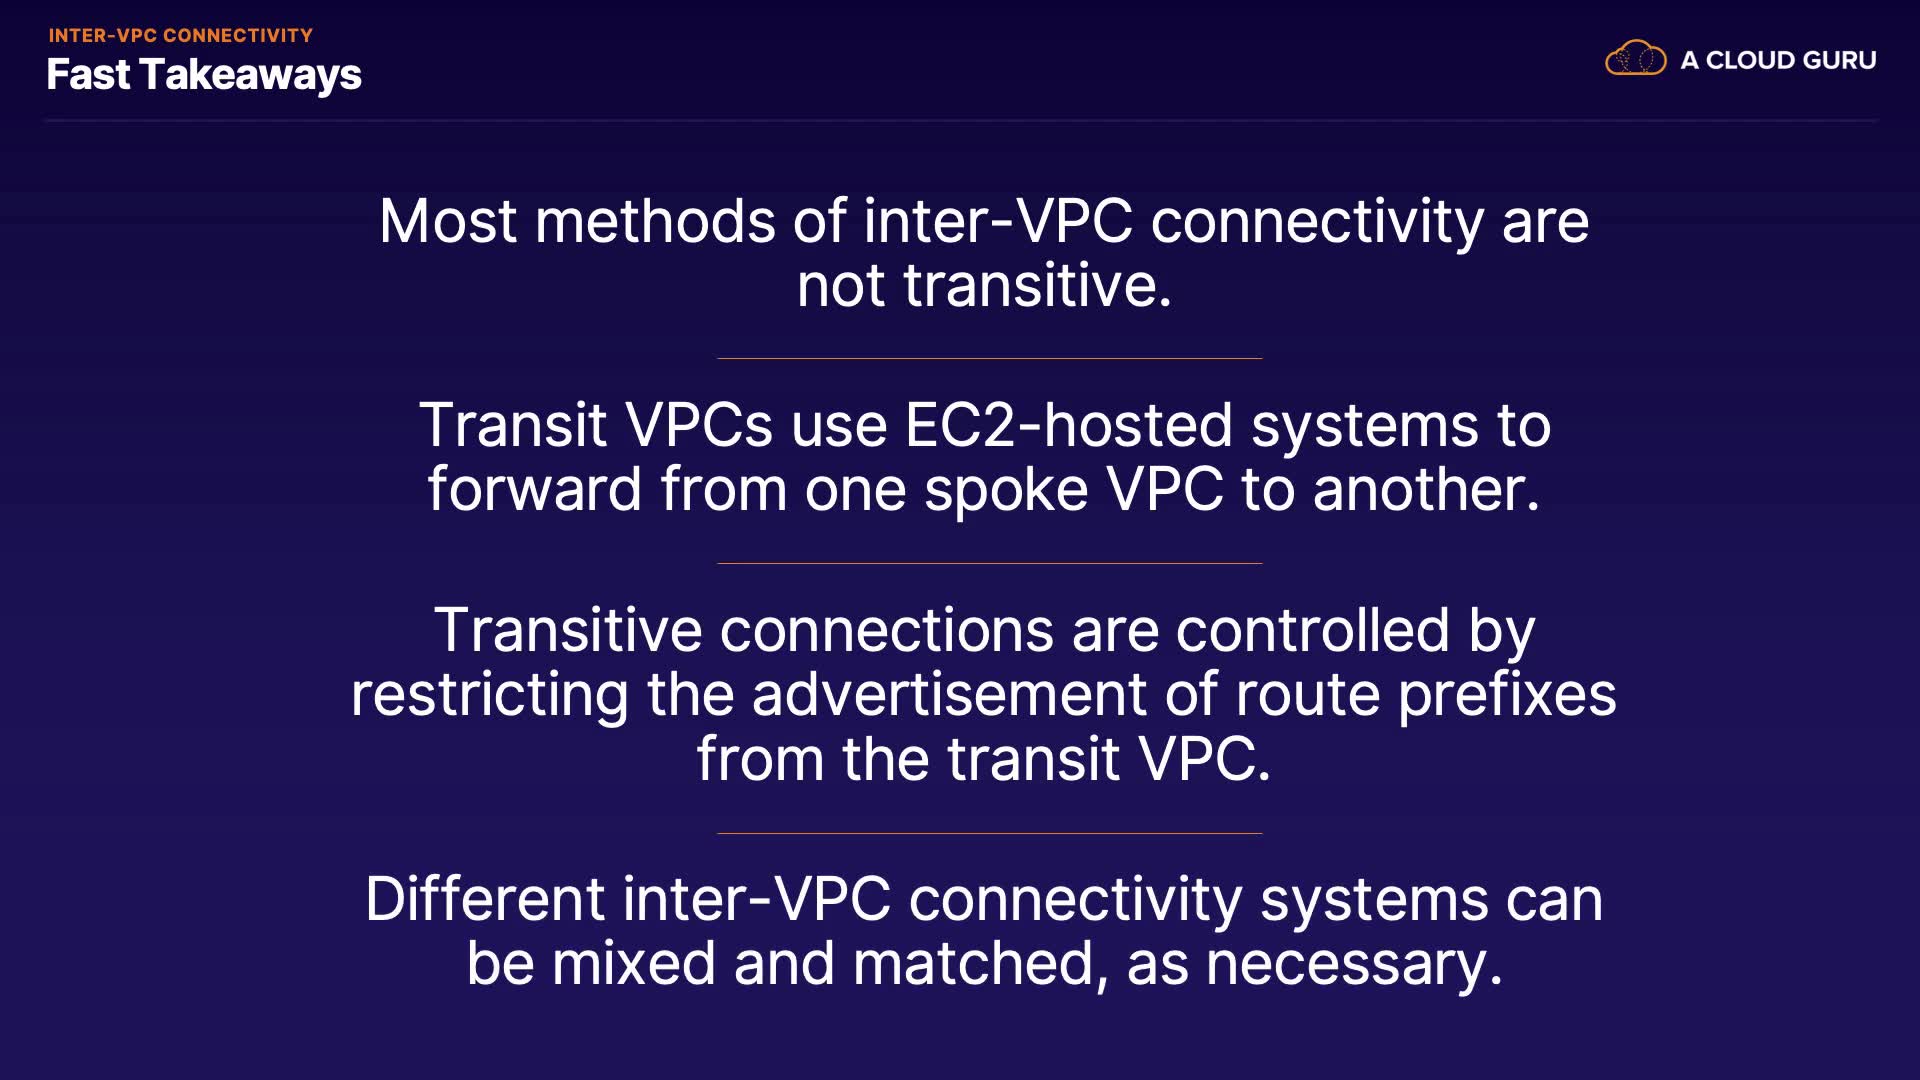 INTER-VPC CONNECTIVITY
Fast Takeaways
A CLOUD GURU
Most methods of inter-VPC connectivity are
not transitive.
Transit VPCs use EC2-hosted systems to
forward from one spoke VPC to another.
Transitive connections are controlled by
restricting the advertisement of route prefixes
from the transit VPC.
Different inter-VPC connectivity systems can
be mixed and matched, as necessary.